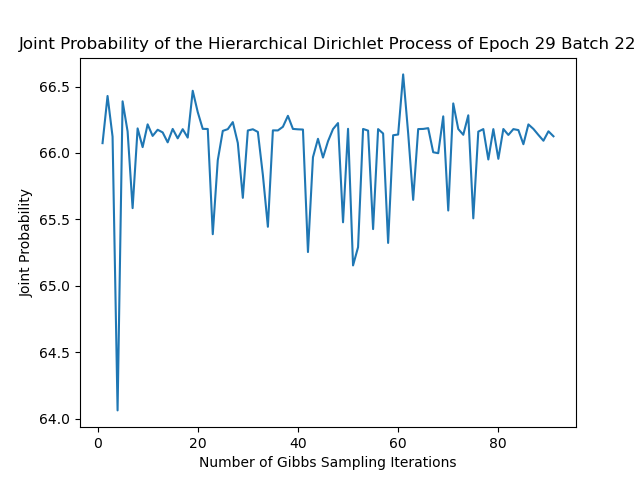 Joint Probability of the Hierarchical Dirichlet Process of Epoch 29 Batch 22
66.5
66.0
65.5
65.0
64.5
64.0
Joint Probability
0 20 40 60 80
Number of Gibbs Sampling Iterations